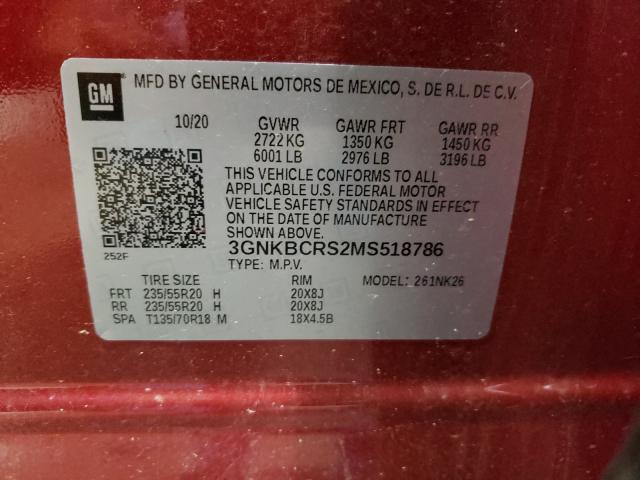 GM
MFD BY GENERAL MOTORS DE MEXICO, S. DE R.L. DE C.V.
10/20 GVWR GAWR FRT GAWR RR
2722 KG 1350 KG 1450 KG
6001 LB 2976 LB 3196 LB
THIS VEHICLE CONFORMS TO ALL
APPLICABLE U.S. FEDERAL MOTOR
VEHICLE SAFETY STANDARDS IN EFFECT
ON THE DATE OF MANUFACTURE
SHOWN ABOVE.
252F 3GNKBCRS2MS518786
TYPE: M.P.V.
TIRE SIZE RIM MODEL: 261NK26
FRT 235/55R20 H 20X8J
RR 235/55R20 H 20X8J
SPA T135/70R18 M 18X4.5B